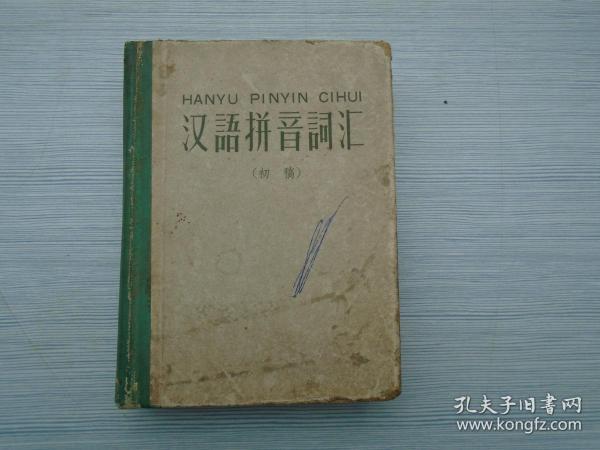 HANYU PINYIN CIHUI
汉語拼音詞汇
(初 稿)
孔夫子旧書网
www.kongfz.com